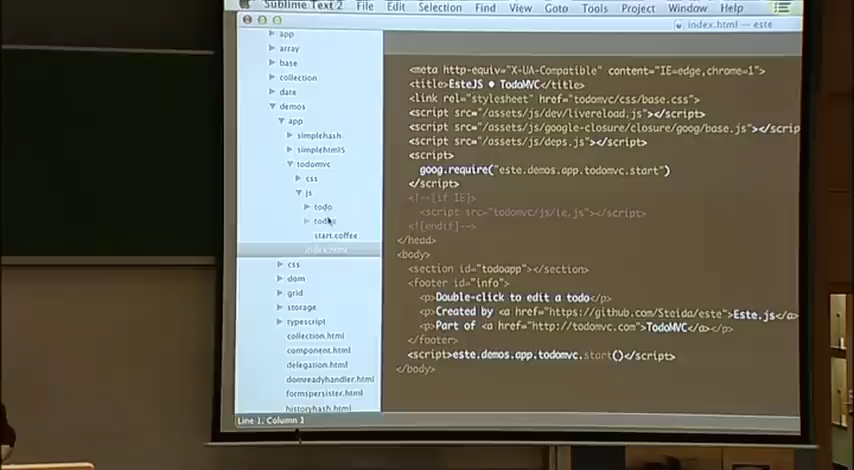 Sublime Text 2 File Edit Selection Find View Goto Tools Project Window Help
index.html — este
app
array
base
collection
date
demos
app
simplehash
simplehtml5
todomvc
css
js
todo
start.coffee
index.html
css
dom
grid
storage
typescript
collection.html
component.html
delegation.html
domreadyhandler.html
formspersister.html
historyhash.html
<meta http-equiv="X-UA-Compatible" content="IE=edge,chrome=1">
<title>EsteJS ♦ TodoMVC</title>
<link rel="stylesheet" href="todomvc/css/base.css">
<script src="/assets/js/dev/livereload.js"></script>
<script src="/assets/js/google-closure/closure/goog/base.js"></scrip
<script src="/assets/js/deps.js"></script>
<script>
goog.require("este.demos.app.todomvc.start")
</script>
<!--[if IE]>
<script src="todomvc/js/ie.js"></script>
<![endif]-->
</head>
<body>
<section id="todoapp"></section>
<footer id="info">
<p>Double-click to edit a todo</p>
<p>Created by <a href="https://github.com/Steida/este">Este.js</a>
<p>Part of <a href="http://todomvc.com">TodoMVC</a></p>
</footer>
<script>este.demos.app.todomvc.start()</script>
</body>
Line 1, Column 1